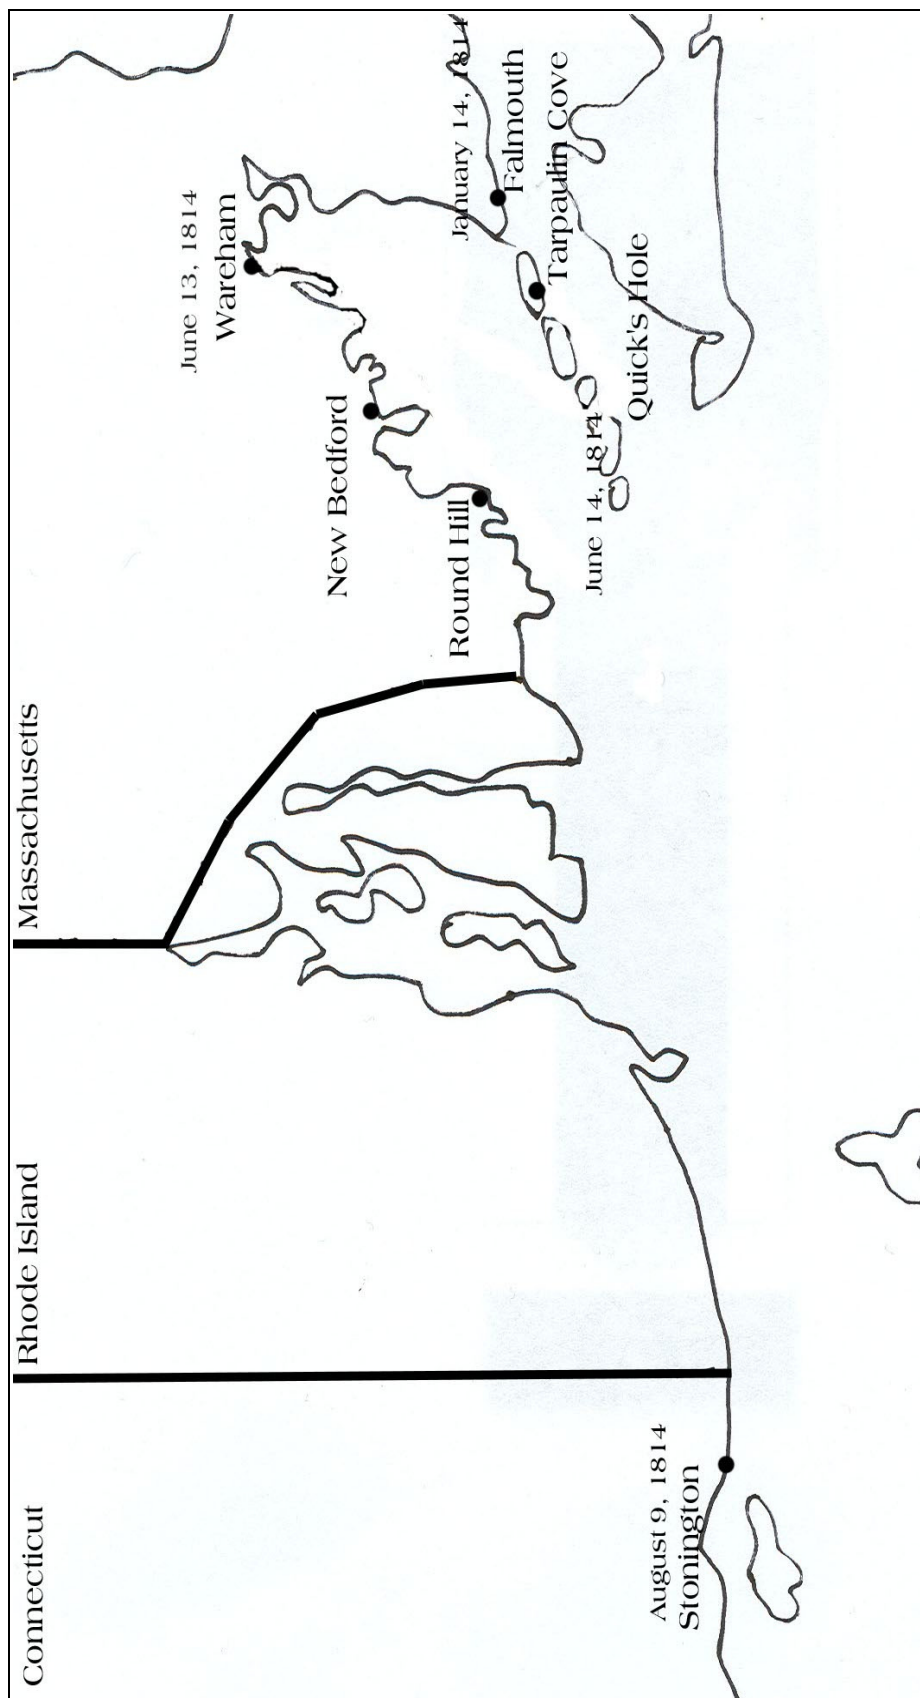 Connecticut
Rhode Island
Massachusetts
June 13, 1814
Wareham
New Bedford
Round Hill
January 14, 1814
Falmouth
Tarpaulin Cove
June 14, 1814
Quick's Hole
August 9, 1814
Stonington